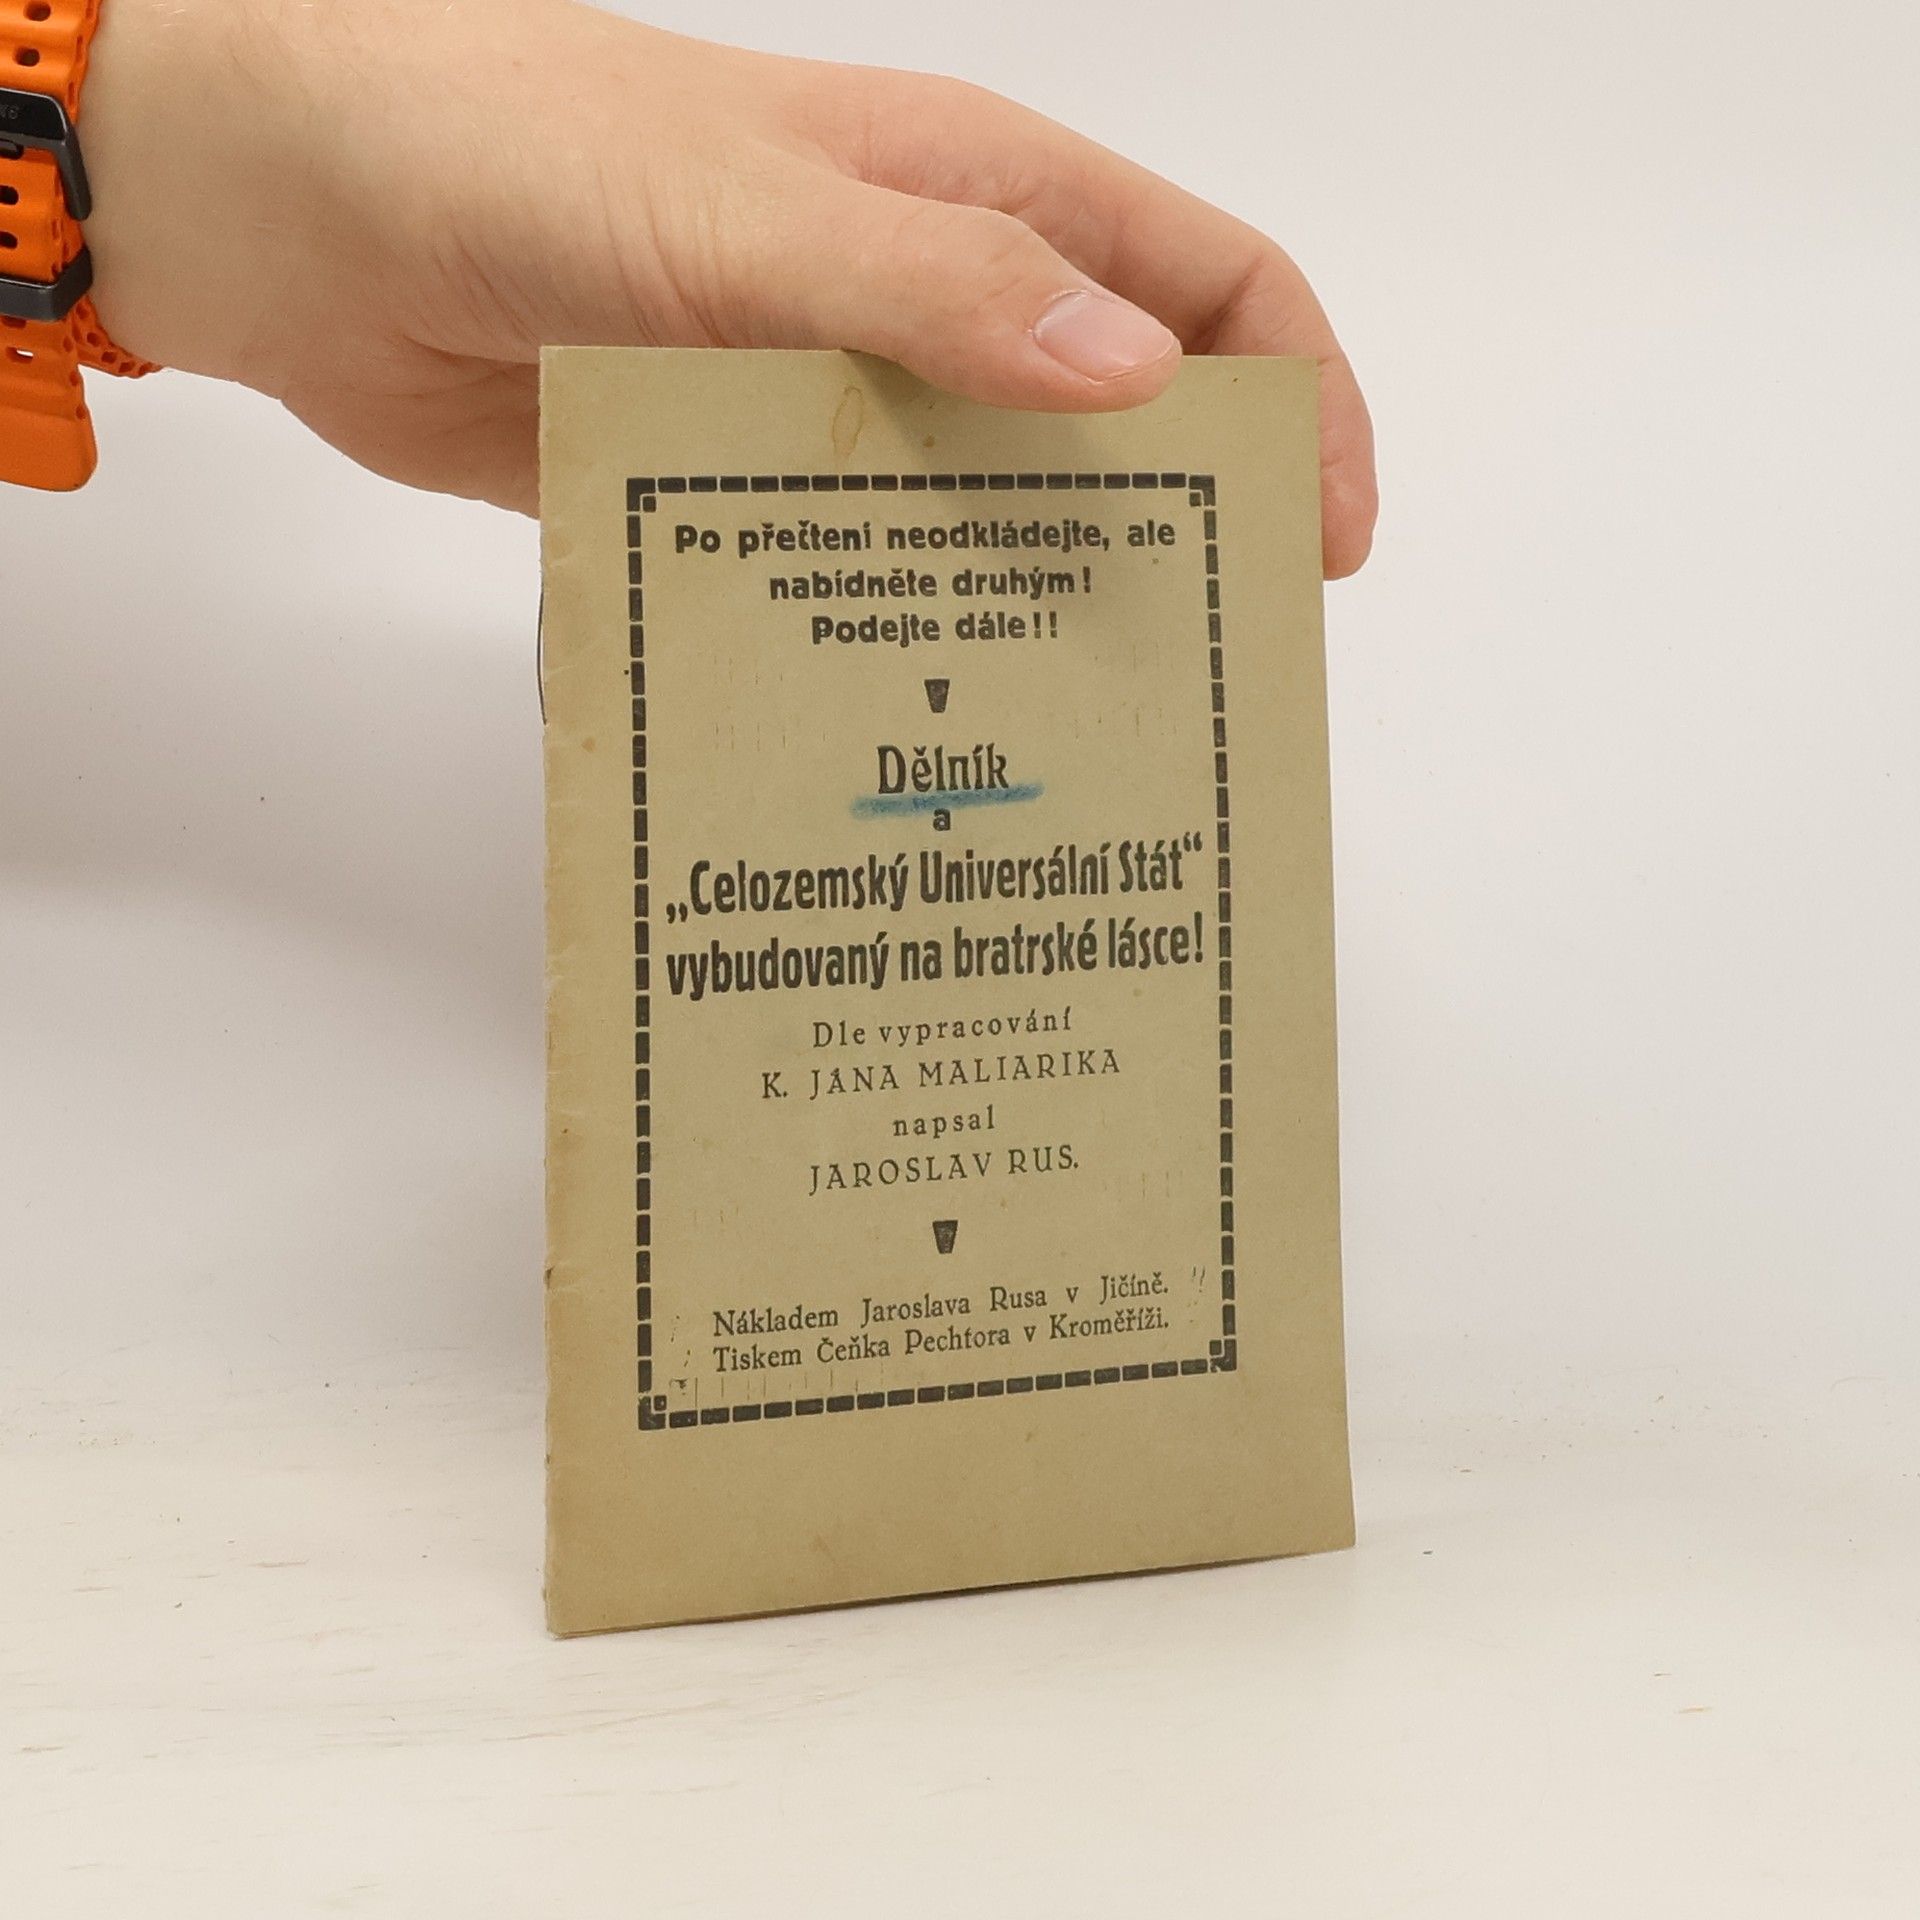 Po přečtení neodkládejte, ale
nabídněte druhým!
Podejte dále!!
Dělník
a
„Celozemský Universální Stát“
vybudovaný na bratrské lásce!
Dle vypracování
K. JÁNA MALIARIKA
napsal
JAROSLAV RUS.
Nákladem Jaroslava Rusa v Jičíně.
Tiskem Čeňka Pechtora v Kroměříži.